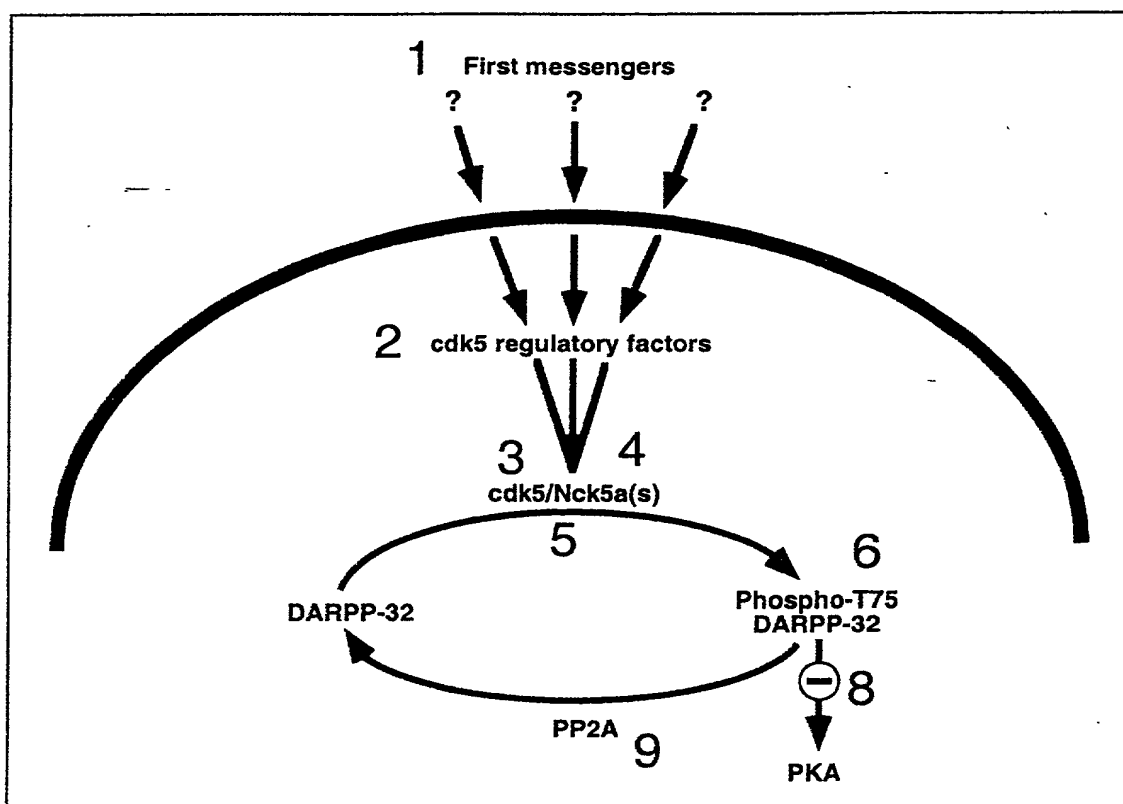 1 First messengers
? ? ?
2 cdk5 regulatory factors
3 4
cdk5/Nck5a(s)
5
6
DARPP-32
Phospho-T75
DARPP-32
8
PP2A 9
PKA